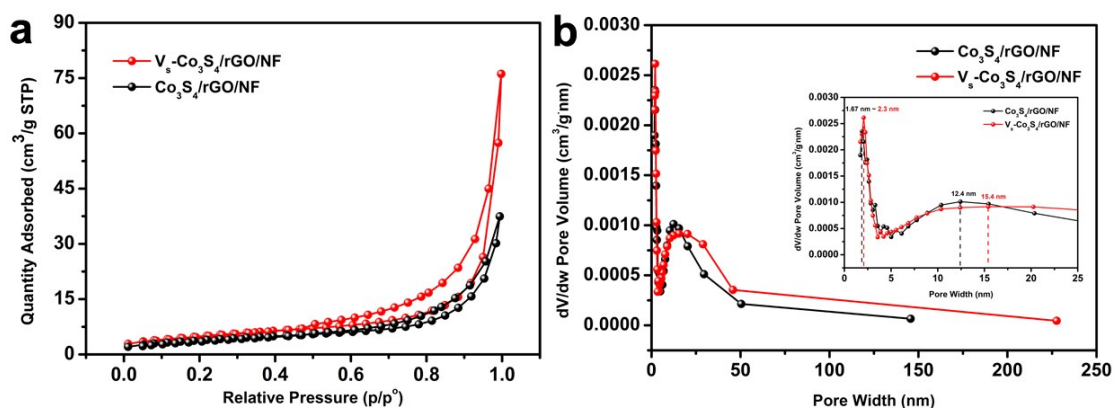 a
90
75
60
45
30
15
0
Quantity Adsorbed (cm³/g STP)
Vₛ-Co₃S₄/rGO/NF
Co₃S₄/rGO/NF
0.0 0.2 0.4 0.6 0.8 1.0
Relative Pressure (p/p°)
b
0.0030
0.0025
0.0020
0.0015
0.0010
0.0005
0.0000
dV/dw Pore Volume (cm³/g·nm)
Co₃S₄/rGO/NF
Vₛ-Co₃S₄/rGO/NF
0 50 100 150 200 250
Pore Width (nm)
0.0030
0.0025
0.0020
0.0015
0.0010
0.0005
0.0000
dV/dw Pore Volume (cm³/g·nm)
1.67 nm ~ 2.3 nm
Co₃S₄/rGO/NF
Vₛ-Co₃S₄/rGO/NF
12.4 nm
15.4 nm
0 5 10 15 20 25
Pore Width (nm)